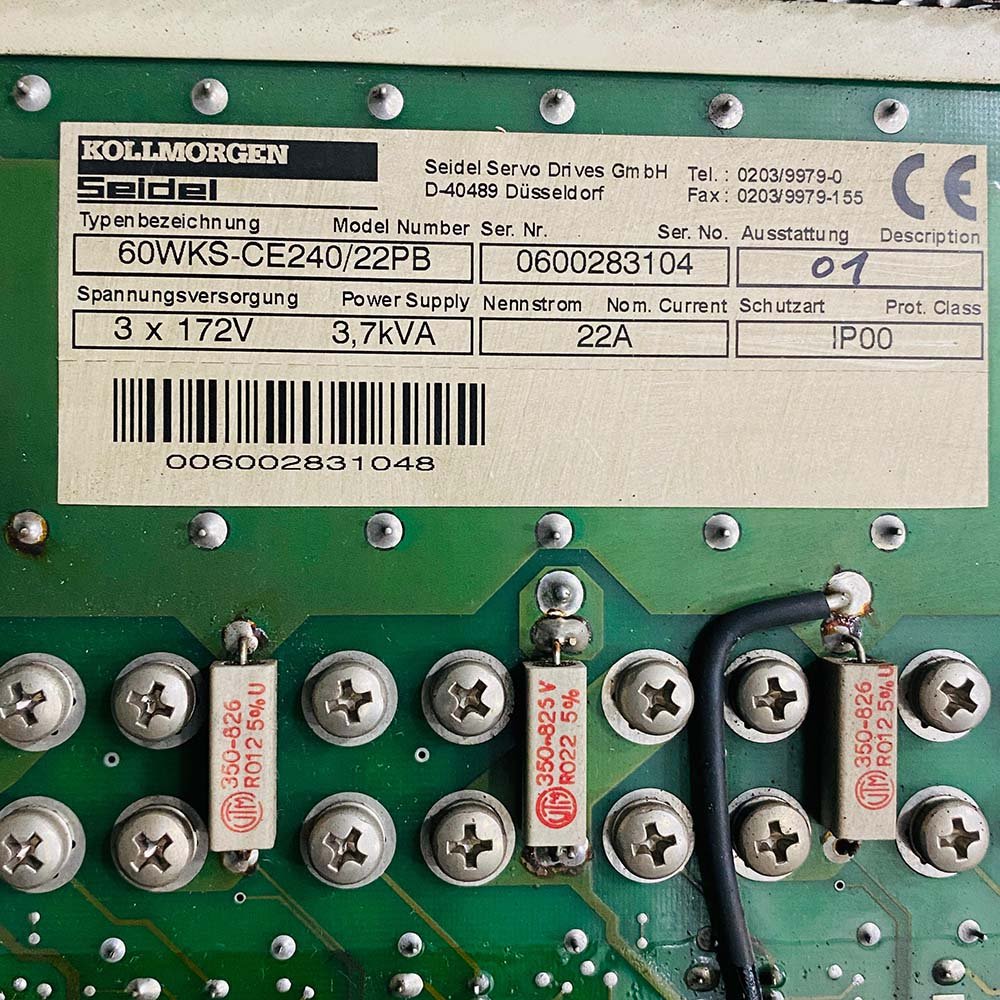 KOLLMORGEN
Seidel
Seidel Servo Drives GmbH Tel. : 0203/9979-0
D-40489 Düsseldorf Fax : 0203/9979-155
CE
Typenbezeichnung Model Number Ser. Nr. Ser. No. Ausstattung Description
60WKS-CE240/22PB 0600283104 01
Spannungsversorgung Power Supply Nennstrom Nom. Current Schutzart Prot. Class
3 x 172V 3,7kVA 22A IP00
006002831048
350-826
R012 5% U
350-825 V
R022 5%
350-826
R012 5% U